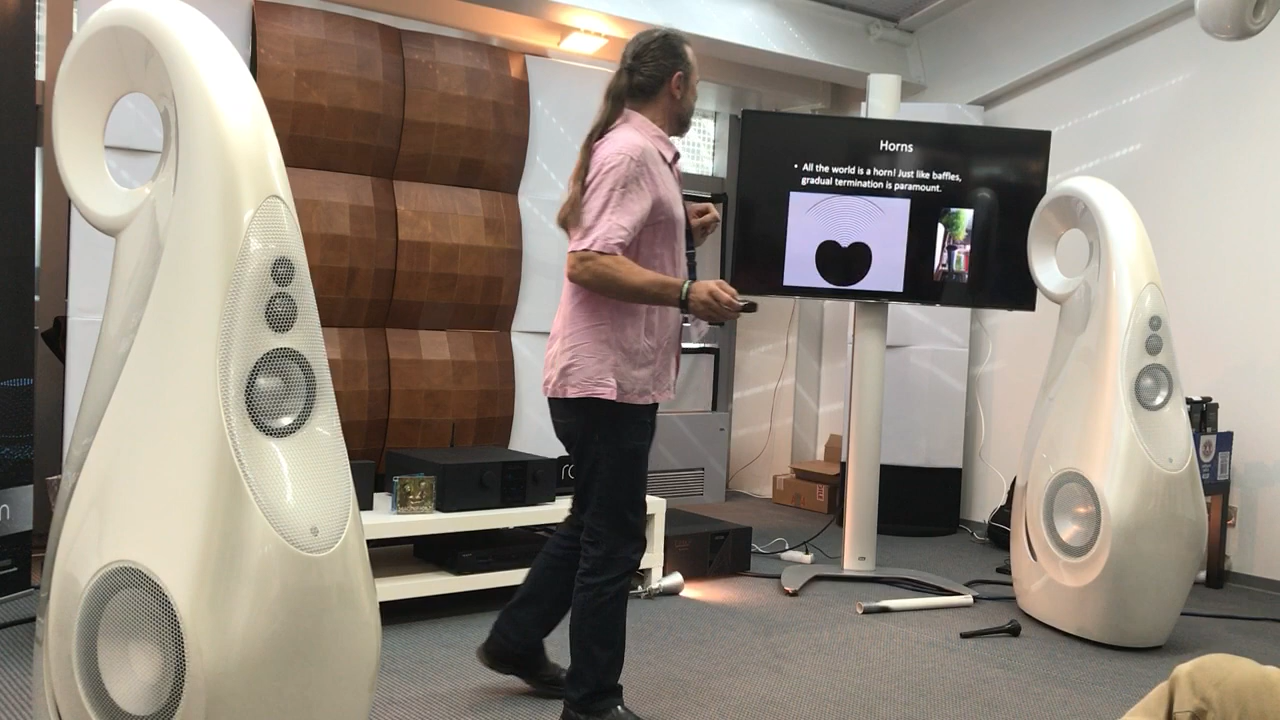 Horns
• All the world is a horn! Just like baffles,
gradual termination is paramount.